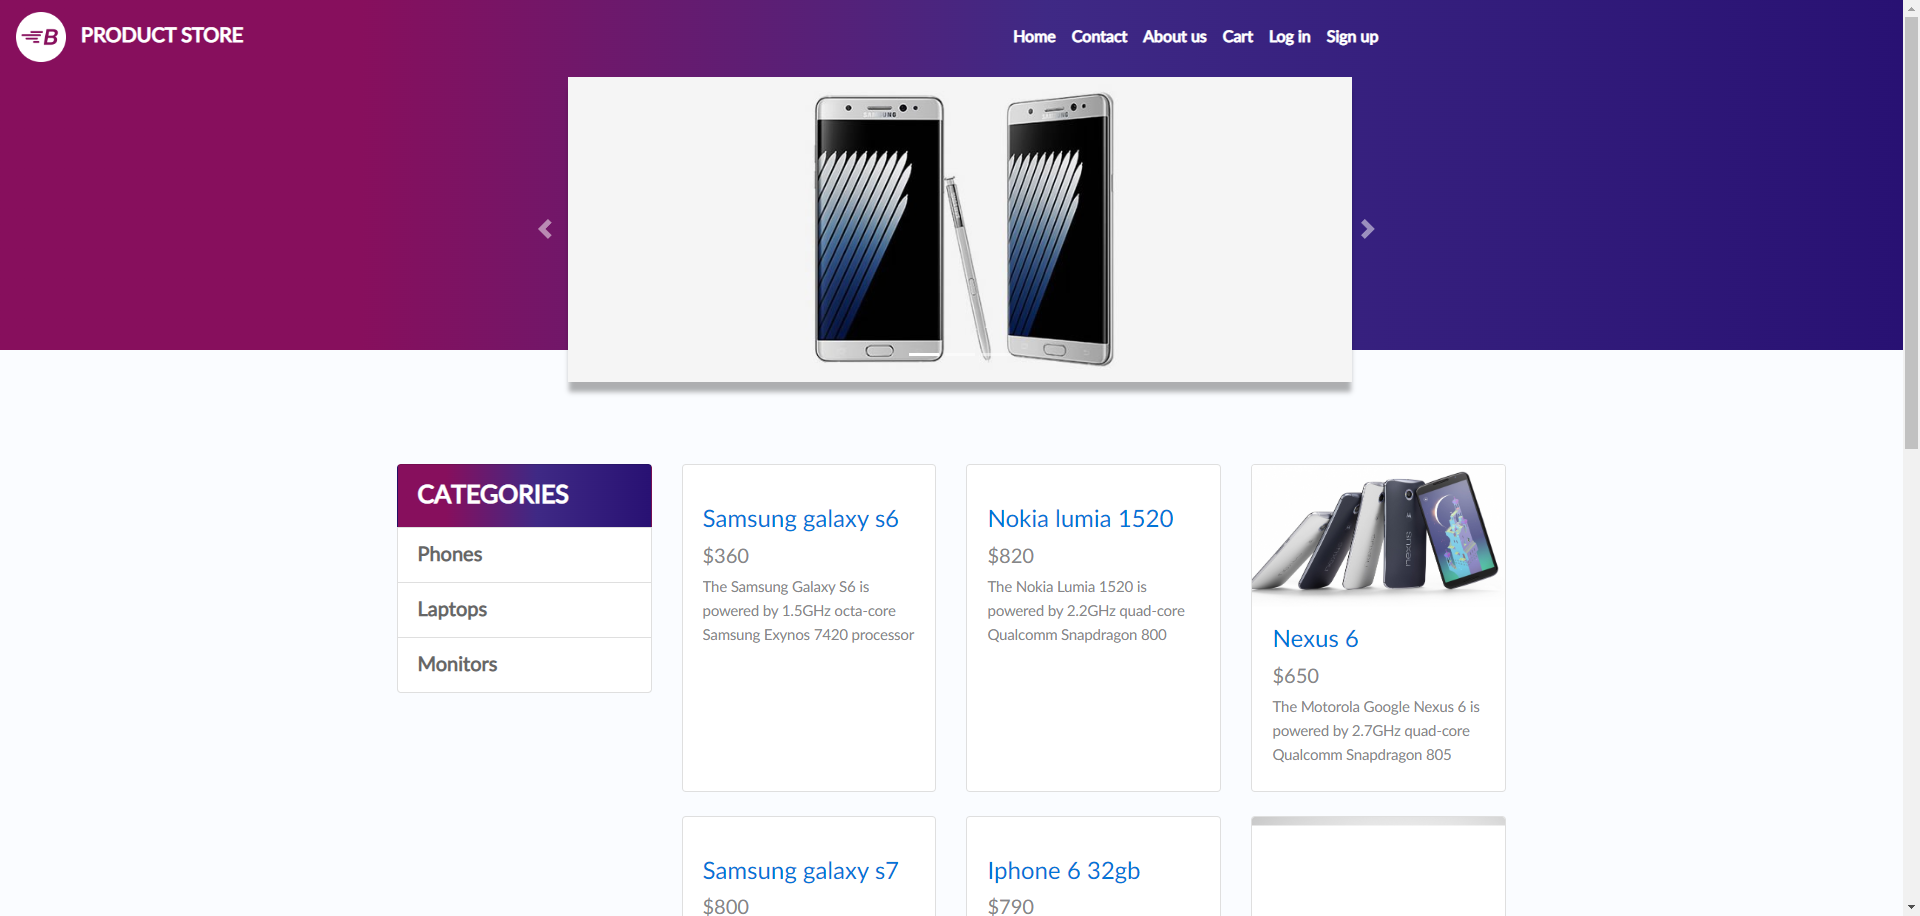 B PRODUCT STORE
Home Contact About us Cart Log in Sign up
SAMSUNG
SAMSUNG
CATEGORIES
Phones
Laptops
Monitors
Samsung galaxy s6
$360
The Samsung Galaxy S6 is
powered by 1.5GHz octa-core
Samsung Exynos 7420 processor
Nokia lumia 1520
$820
The Nokia Lumia 1520 is
powered by 2.2GHz quad-core
Qualcomm Snapdragon 800
nexus
Nexus 6
$650
The Motorola Google Nexus 6 is
powered by 2.7GHz quad-core
Qualcomm Snapdragon 805
Samsung galaxy s7
$800
Iphone 6 32gb
$790